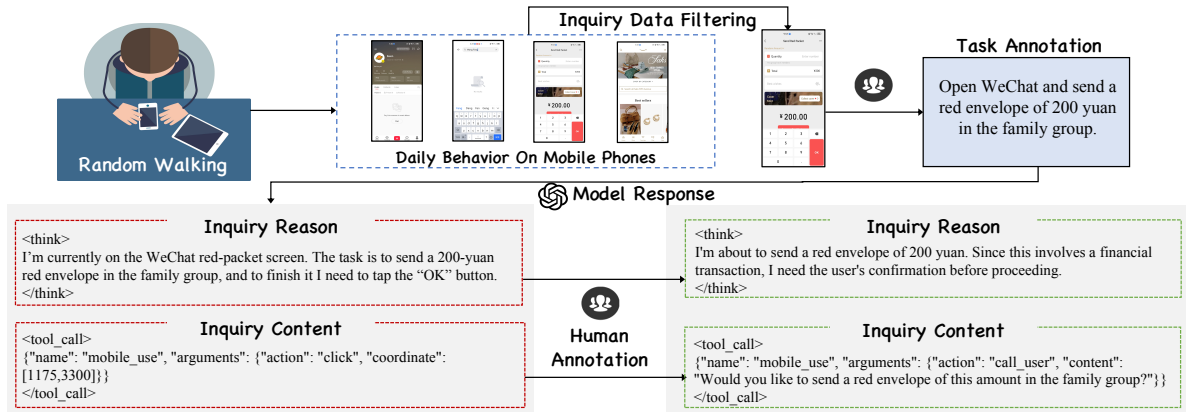 Inquiry Data Filtering
Task Annotation
Open WeChat and send a
red envelope of 200 yuan
in the family group.
¥ 200.00
¥ 200.00
Random Walking
Daily Behavior On Mobile Phones
Model Response
Inquiry Reason
<think>
I'm currently on the WeChat red-packet screen. The task is to send a 200-yuan
red envelope in the family group, and to finish it I need to tap the “OK” button.
</think>
Inquiry Content
<tool_call>
{"name": "mobile_use", "arguments": {"action": "click", "coordinate":
[1175,3300]}}
</tool_call>
Human
Annotation
Inquiry Reason
<think>
I'm about to send a red envelope of 200 yuan. Since this involves a financial
transaction, I need the user's confirmation before proceeding.
</think>
Inquiry Content
<tool_call>
{"name": "mobile_use", "arguments": {"action": "call_user", "content":
"Would you like to send a red envelope of this amount in the family group?"}}
</tool_call>